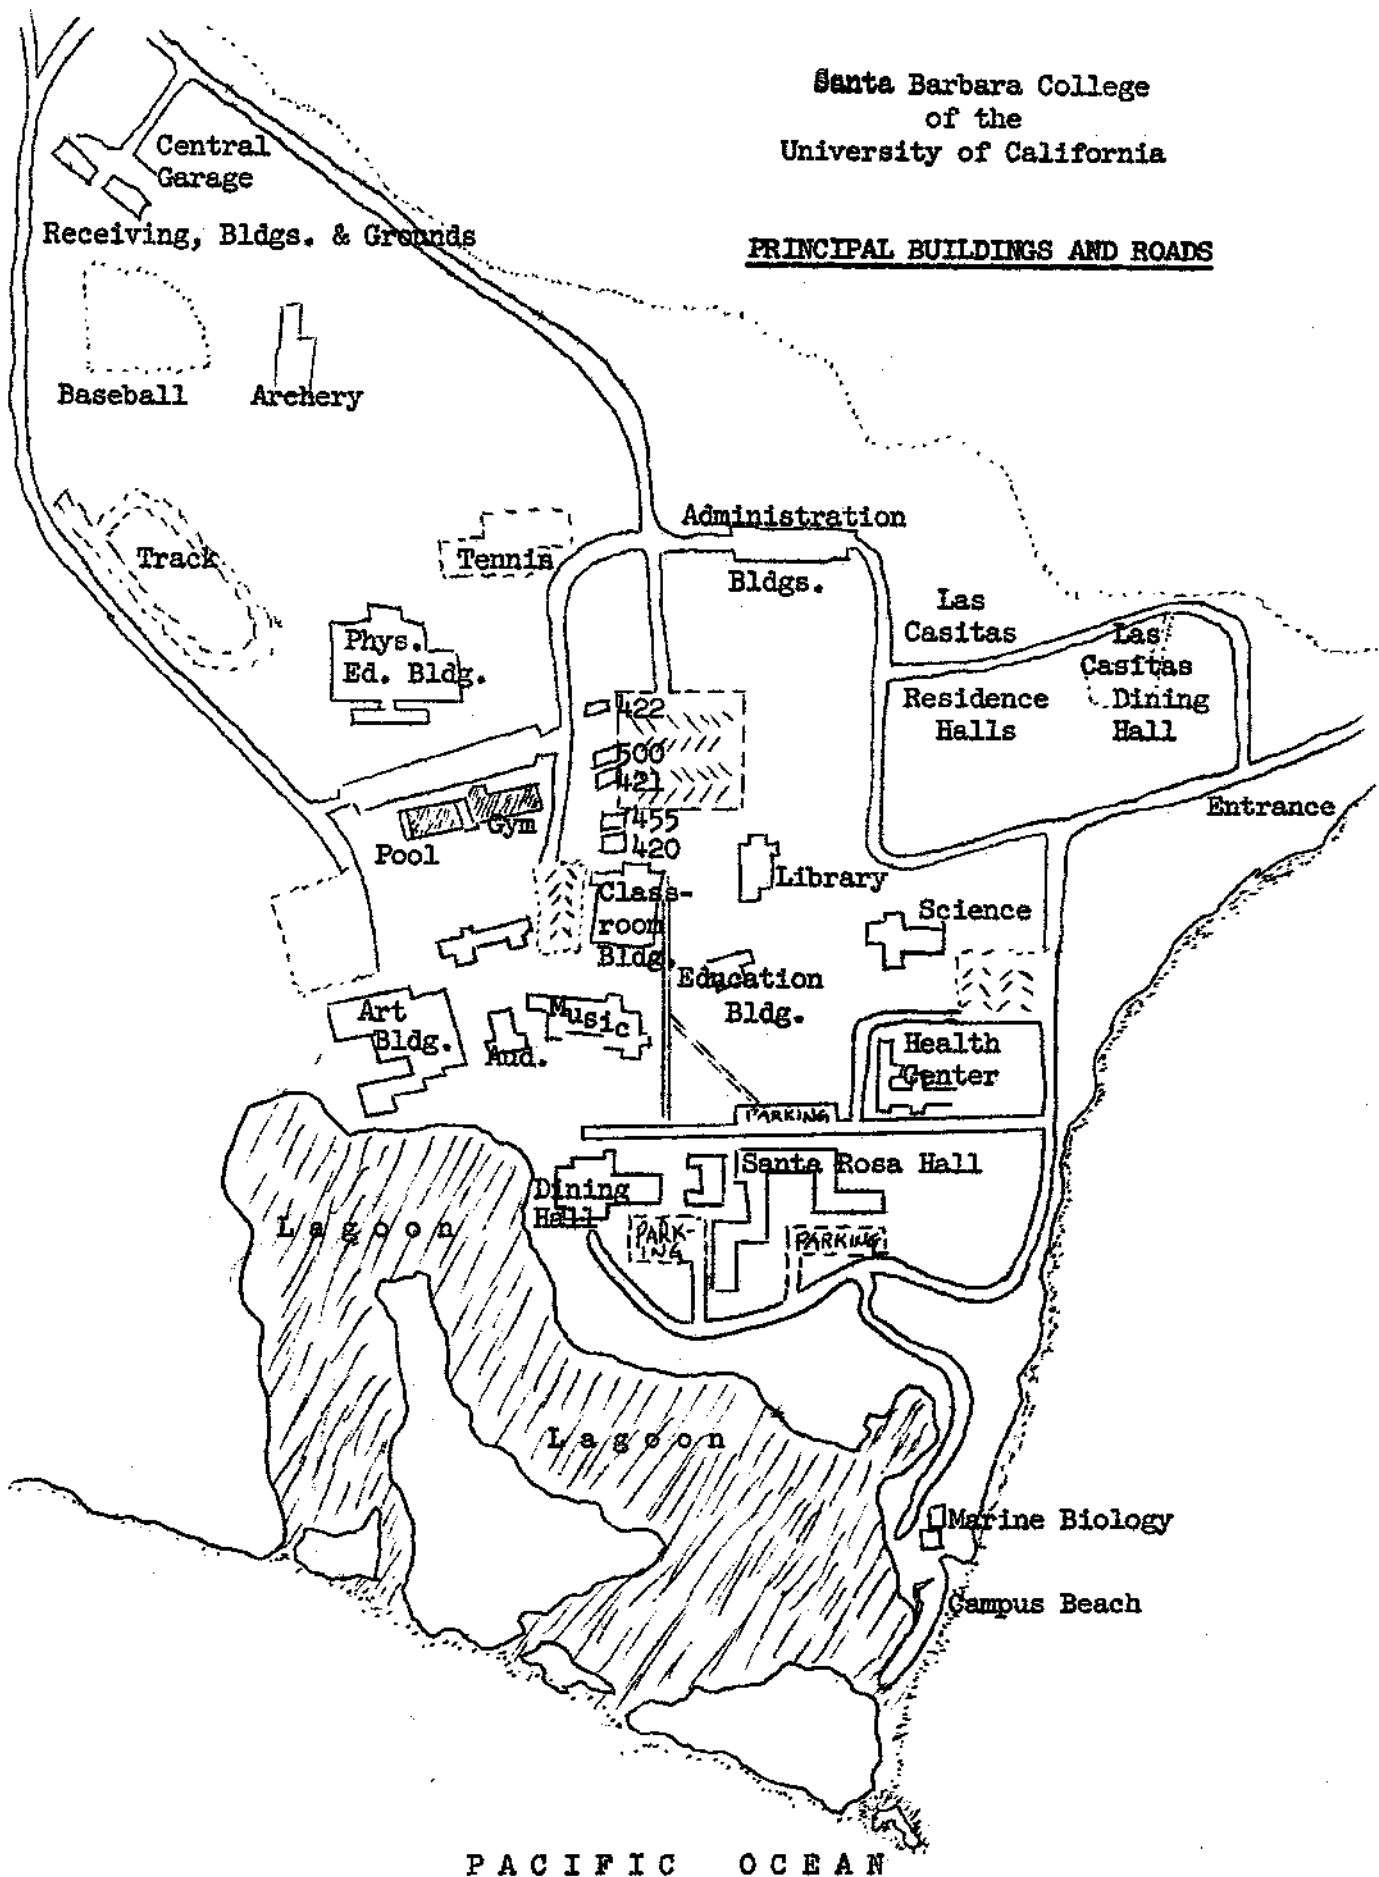 Santa Barbara College
of the
University of California
PRINCIPAL BUILDINGS AND ROADS
Central
Garage
Receiving, Bldgs. & Grounds
Baseball
Archery
Track
Tennis
Administration
Bldgs.
Las
Casitas
Residence
Halls
Las
Casitas
Dining
Hall
Phys.
Ed. Bldg.
422
500
421
455
420
Entrance
Gym
Pool
Library
Class-
room
Bldg.
Science
Education
Bldg.
Art
Bldg.
Aud.
Music
Health
Center
PARKING
Santa Rosa Hall
Dining
Hall
PARK-
ING
PARKING
Lagoon
Lagoon
Marine Biology
Campus Beach
PACIFIC OCEAN